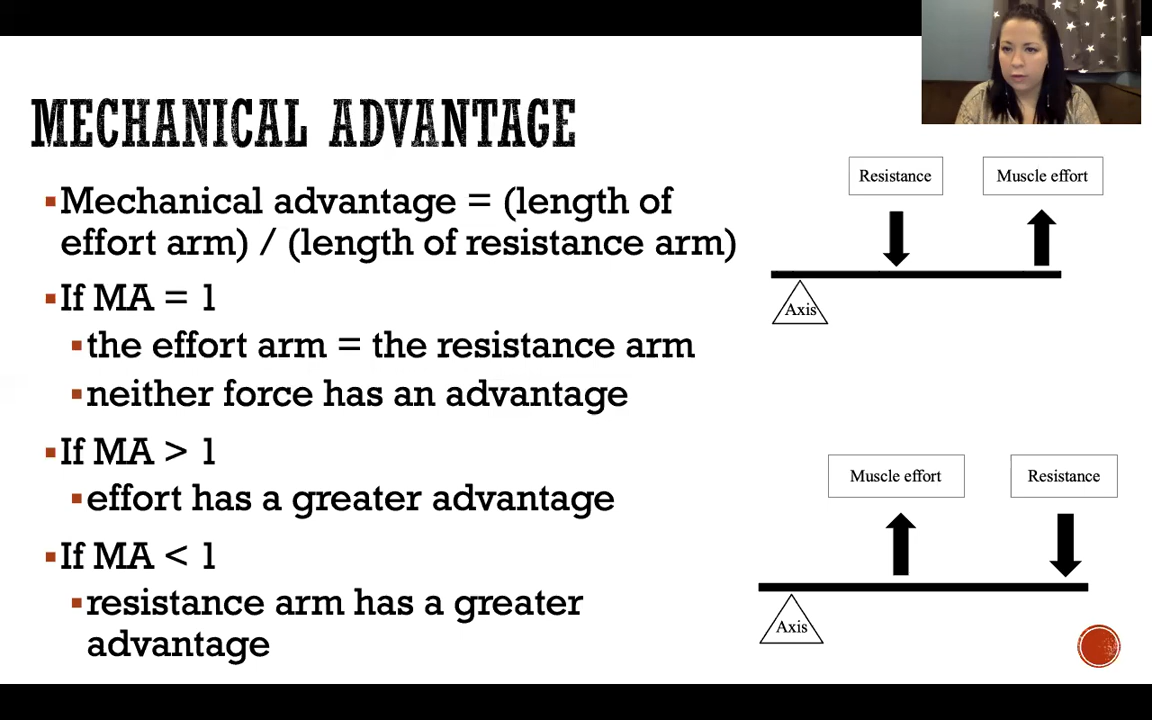 MECHANICAL ADVANTAGE
▪Mechanical advantage = (length of
effort arm) / (length of resistance arm)
▪If MA = 1
▪the effort arm = the resistance arm
▪neither force has an advantage
▪If MA > 1
▪effort has a greater advantage
▪If MA < 1
▪resistance arm has a greater
advantage
Resistance
Muscle effort
Axis
Muscle effort
Resistance
Axis